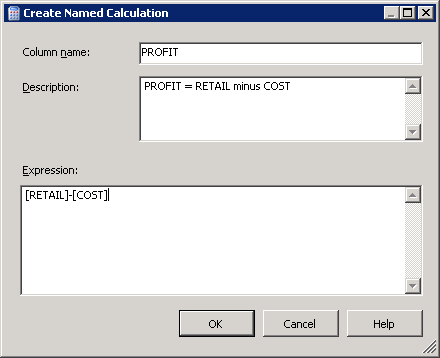 Create Named Calculation
Column name:
PROFIT
Description:
PROFIT = RETAIL minus COST
Expression:
[RETAIL]-[COST]
OK
Cancel
Help